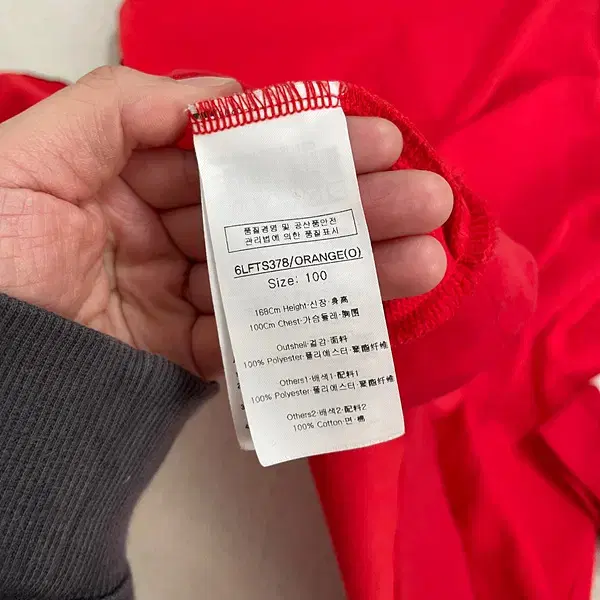 품질경영 및 공산품안전
관리법에 의한 품질표시
6LFTS378/ORANGE(O)
Size: 100
168Cm Height·신장·身高
100Cm Chest·가슴둘레·胸围
Outshell·겉감·面料
100% Polyester·폴리에스터·聚酯纤维
Others1·배색1·配料1
100% Polyester·폴리에스터·聚酯纤维
Others2·배색2·配料2
100% Cotton·면·棉